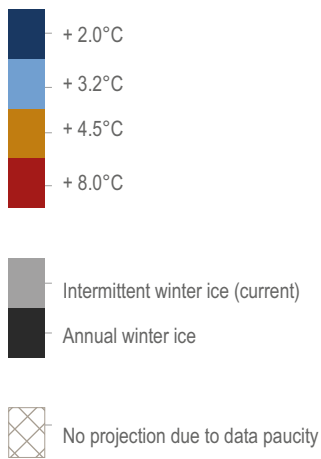 + 2.0°C
+ 3.2°C
+ 4.5°C
+ 8.0°C
Intermittent winter ice (current)
Annual winter ice
No projection due to data paucity